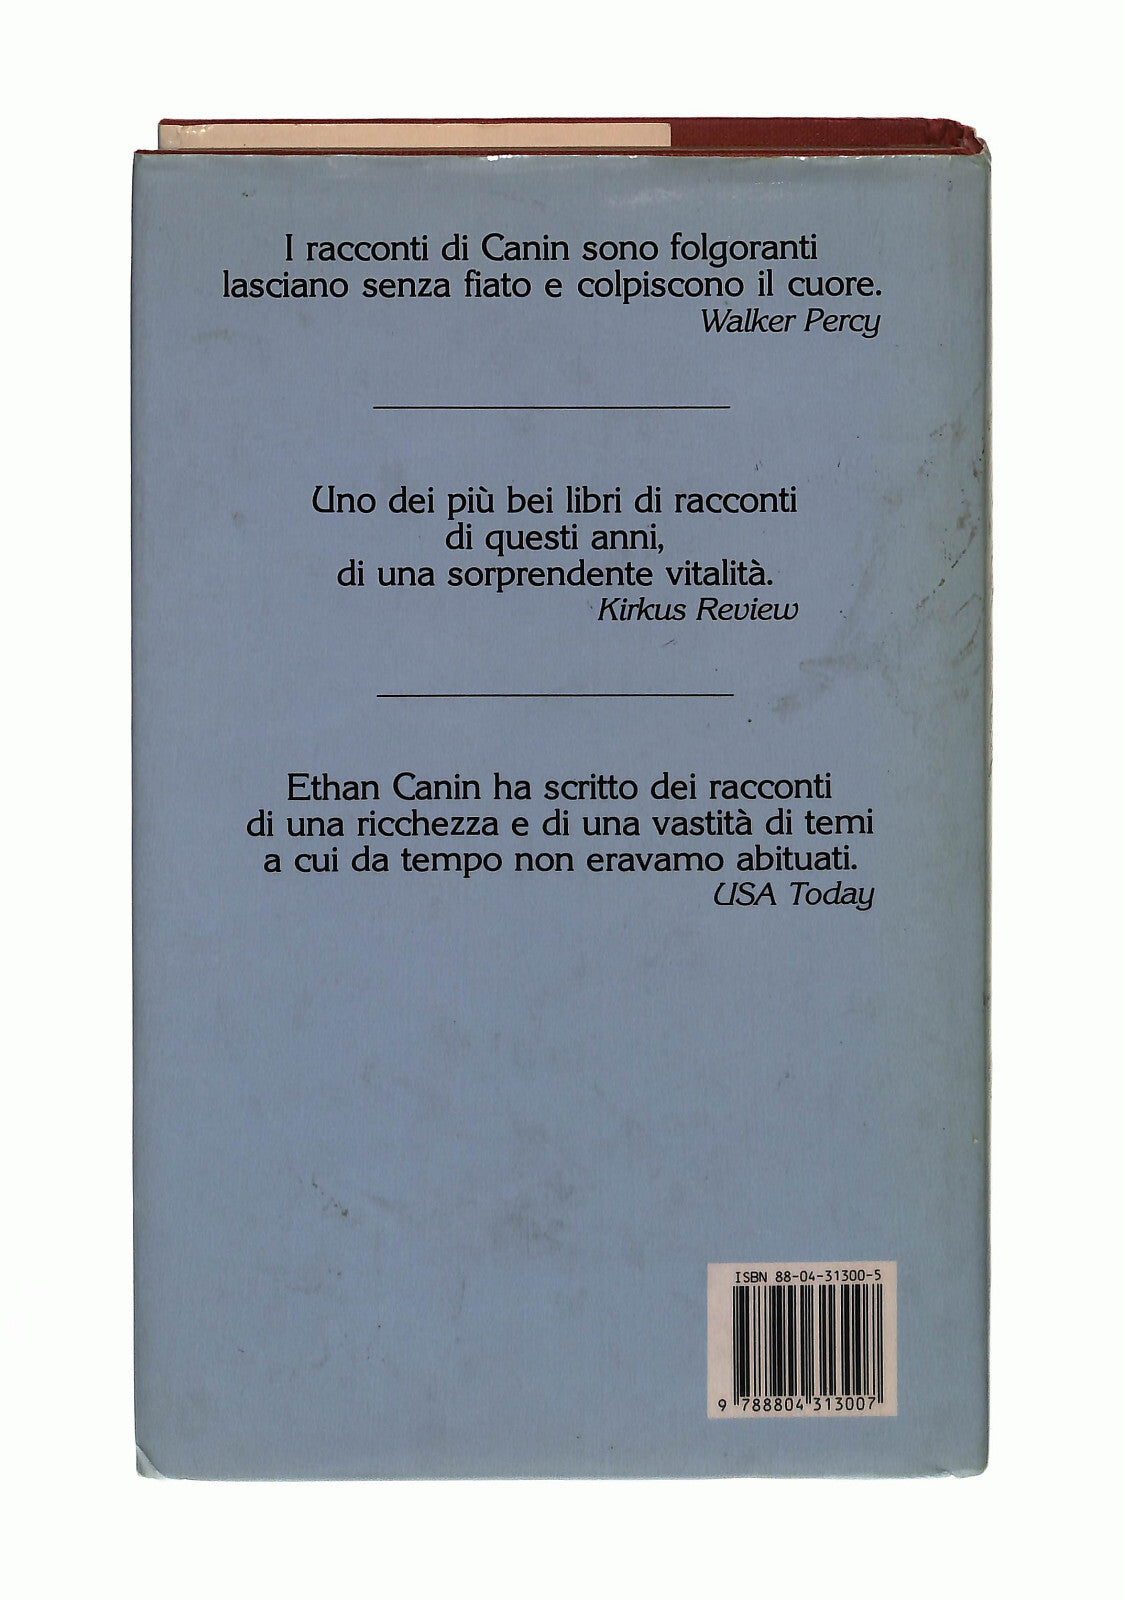 I racconti di Canin sono folgoranti
lasciano senza fiato e colpiscono il cuore.
Walker Percy
Uno dei più bei libri di racconti
di questi anni,
di una sorprendente vitalità.
Kirkus Review
Ethan Canin ha scritto dei racconti
di una ricchezza e di una vastità di temi
a cui da tempo non eravamo abituati.
USA Today
ISBN 88-04-31300-5
9 788804 313007